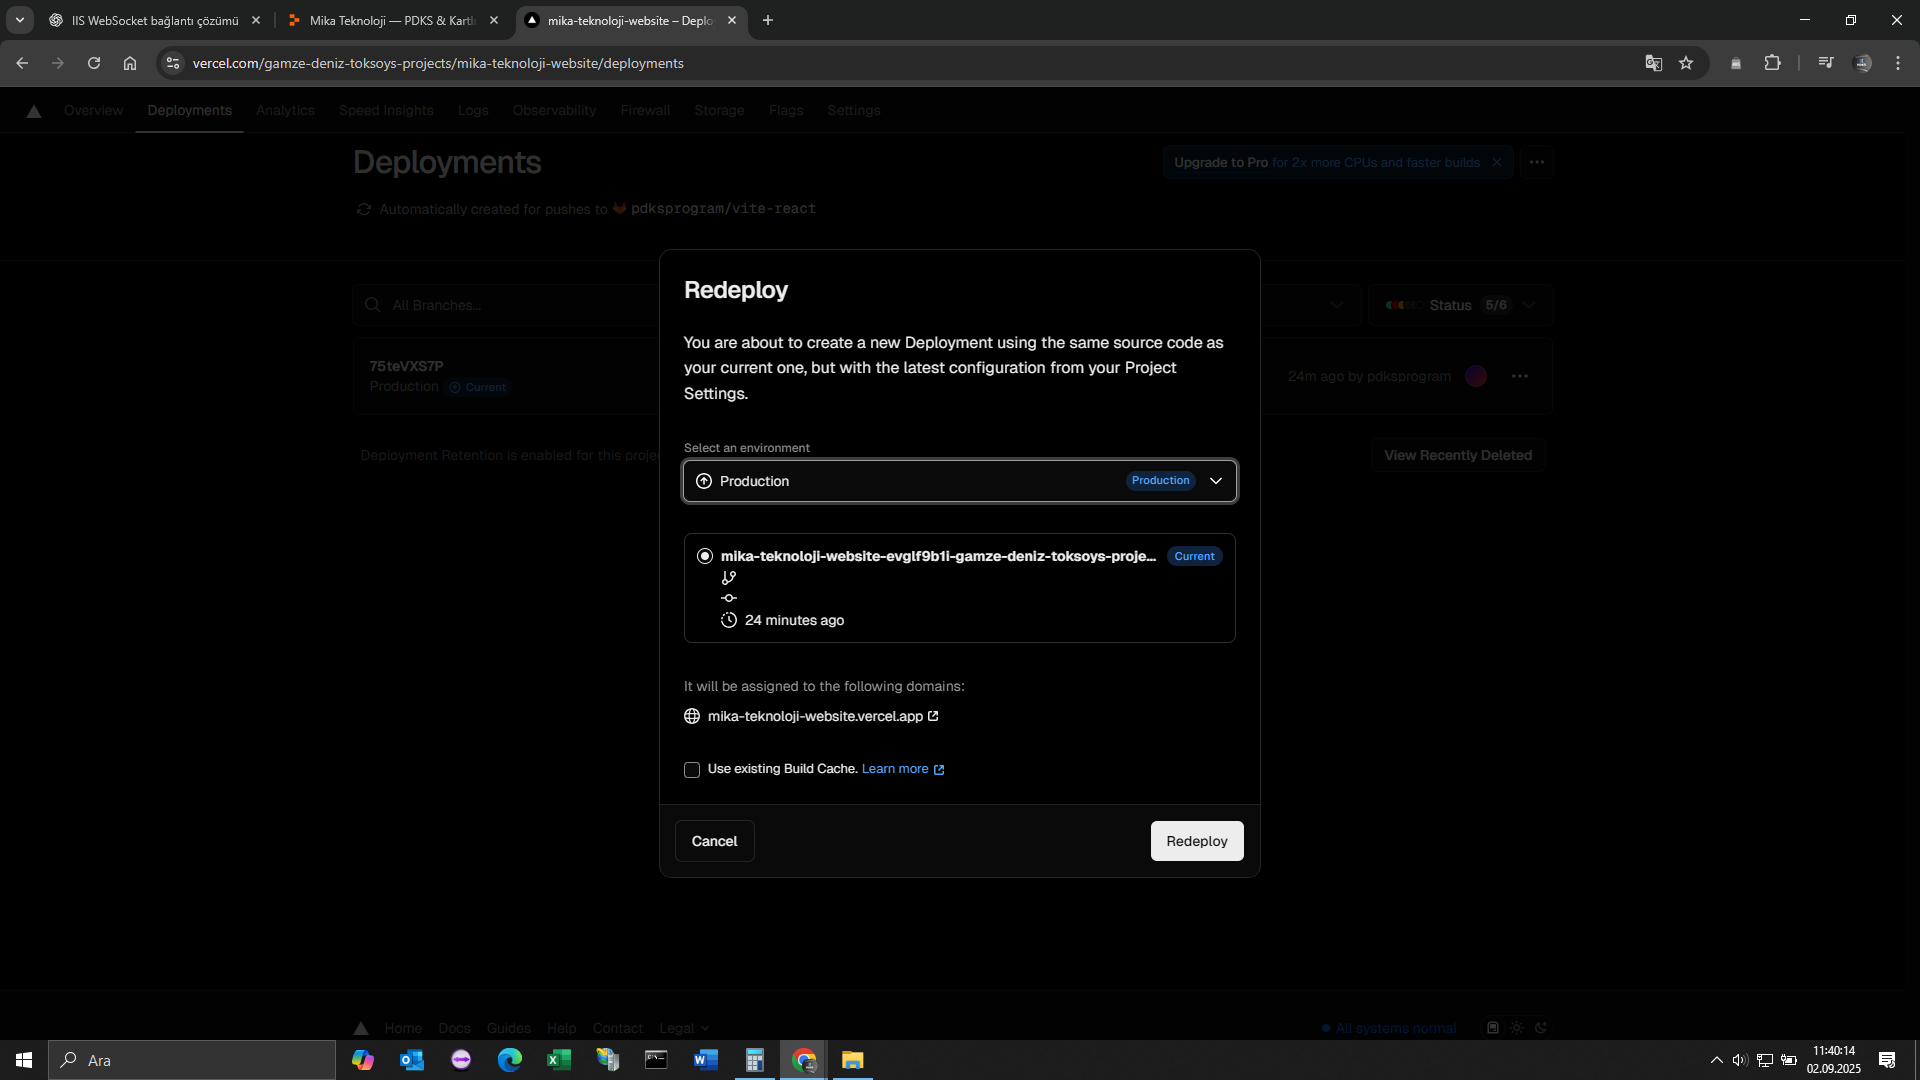 IIS WebSocket bağlantı çözümü
Mika Teknoloji — PDKS & Kartl
mika-teknoloji-website – Deplo
vercel.com/gamze-deniz-toksoys-projects/mika-teknoloji-website/deployments
Overview
Deployments
Analytics
Speed Insights
Logs
Observability
Firewall
Storage
Flags
Settings
Deployments
Upgrade to Pro for 2x more CPUs and faster builds
Automatically created for pushes to pdksprogram/vite-react
All Branches...
Status 5/6
75teVXS7P
Production Current
24m ago by pdksprogram
Deployment Retention is enabled for this proje
View Recently Deleted
Redeploy
You are about to create a new Deployment using the same source code as
your current one, but with the latest configuration from your Project
Settings.
Select an environment
Production
Production
mika-teknoloji-website-evglf9b1i-gamze-deniz-toksoys-proje...
Current
24 minutes ago
It will be assigned to the following domains:
mika-teknoloji-website.vercel.app
Use existing Build Cache. Learn more
Cancel
Redeploy
Home
Docs
Guides
Help
Contact
Legal
All systems normal
Ara
11:40:14
02.09.2025